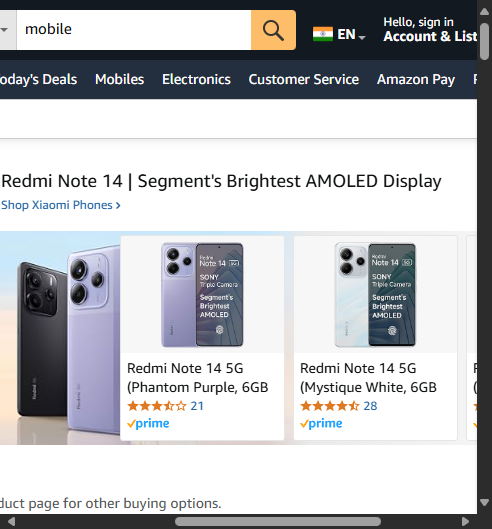 mobile
EN
Hello, sign in
Account & List
oday's Deals Mobiles Electronics Customer Service Amazon Pay
Redmi Note 14 | Segment's Brightest AMOLED Display
Shop Xiaomi Phones ›
Redmi
Note 14 5G
SONY
Triple Camera
Segment's
Brightest
AMOLED
Redmi Note 14 5G
(Phantom Purple, 6GB
21
prime
Redmi
Note 14 5G
SONY
Triple Camera
Segment's
Brightest
AMOLED
Redmi Note 14 5G
(Mystique White, 6GB
28
prime
duct page for other buying options.